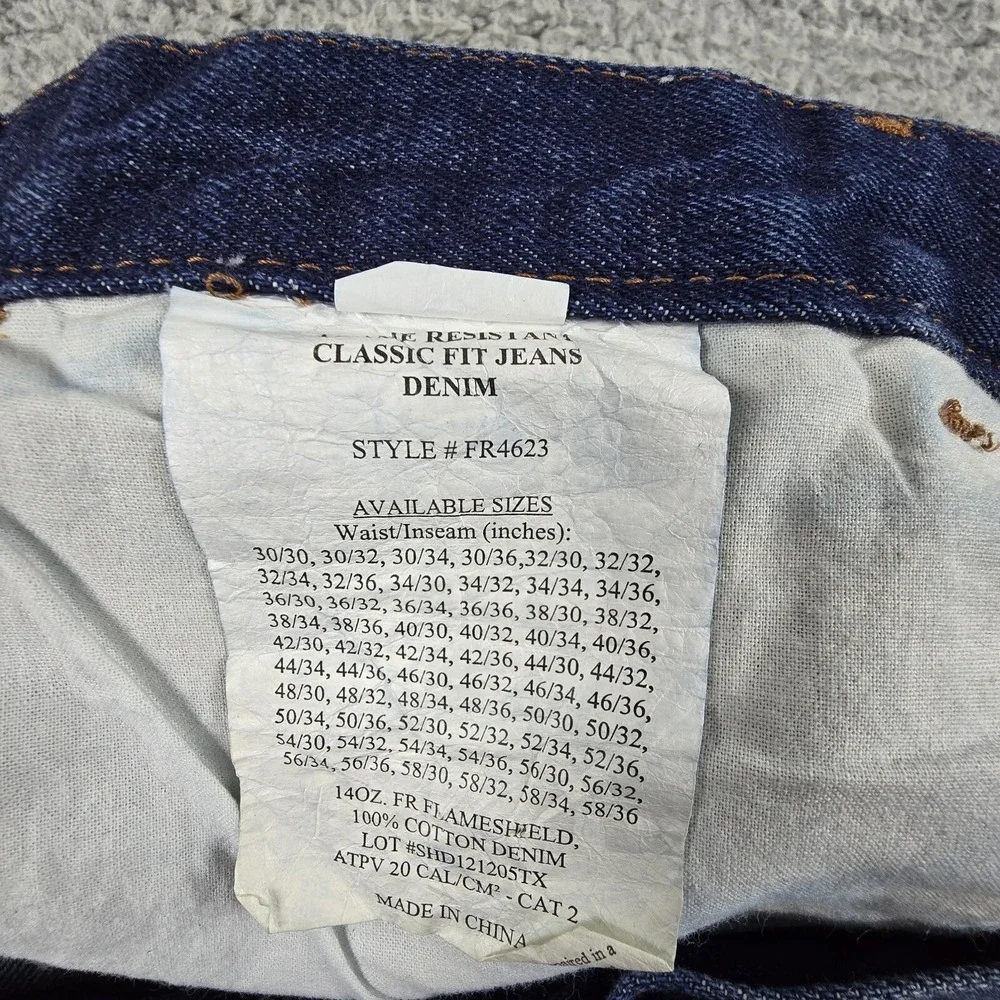 RESISTANT
CLASSIC FIT JEANS
DENIM
STYLE # FR4623
AVAILABLE SIZES
Waist/Inseam (inches):
30/30, 30/32, 30/34, 30/36,32/30, 32/32,
32/34, 32/36, 34/30, 34/32, 34/34, 34/36,
36/30, 36/32, 36/34, 36/36, 38/30, 38/32,
38/34, 38/36, 40/30, 40/32, 40/34, 40/36,
42/30, 42/32, 42/34, 42/36, 44/30, 44/32,
44/34, 44/36, 46/30, 46/32, 46/34, 46/36,
48/30, 48/32, 48/34, 48/36, 50/30, 50/32,
50/34, 50/36, 52/30, 52/32, 52/34, 52/36,
54/30, 54/32, 54/34, 54/36, 56/30, 56/32,
56/34, 56/36, 58/30, 58/32, 58/34, 58/36
14OZ. FR FLAMESHIELD,
100% COTTON DENIM
LOT #SHD121205TX
ATPV 20 CAL/CM² - CAT 2
MADE IN CHINA
in a